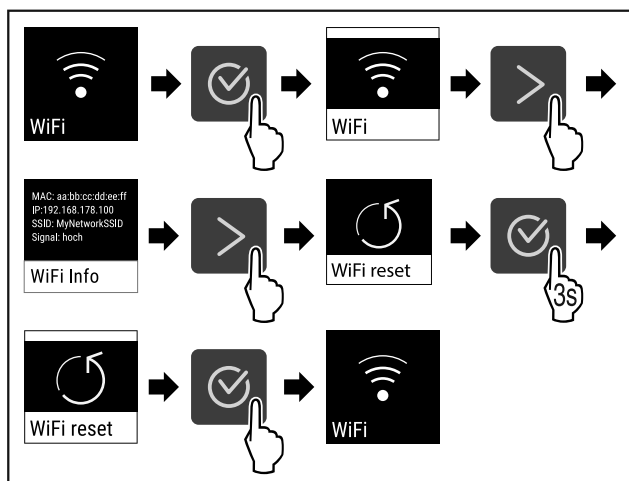 WiFi
WiFi
MAC: aa:bb:cc:dd:ee:ff
IP:192.168.178.100
SSID: MyNetworkSSID
Signal: hoch
WiFi Info
WiFi reset
3s
WiFi reset
WiFi